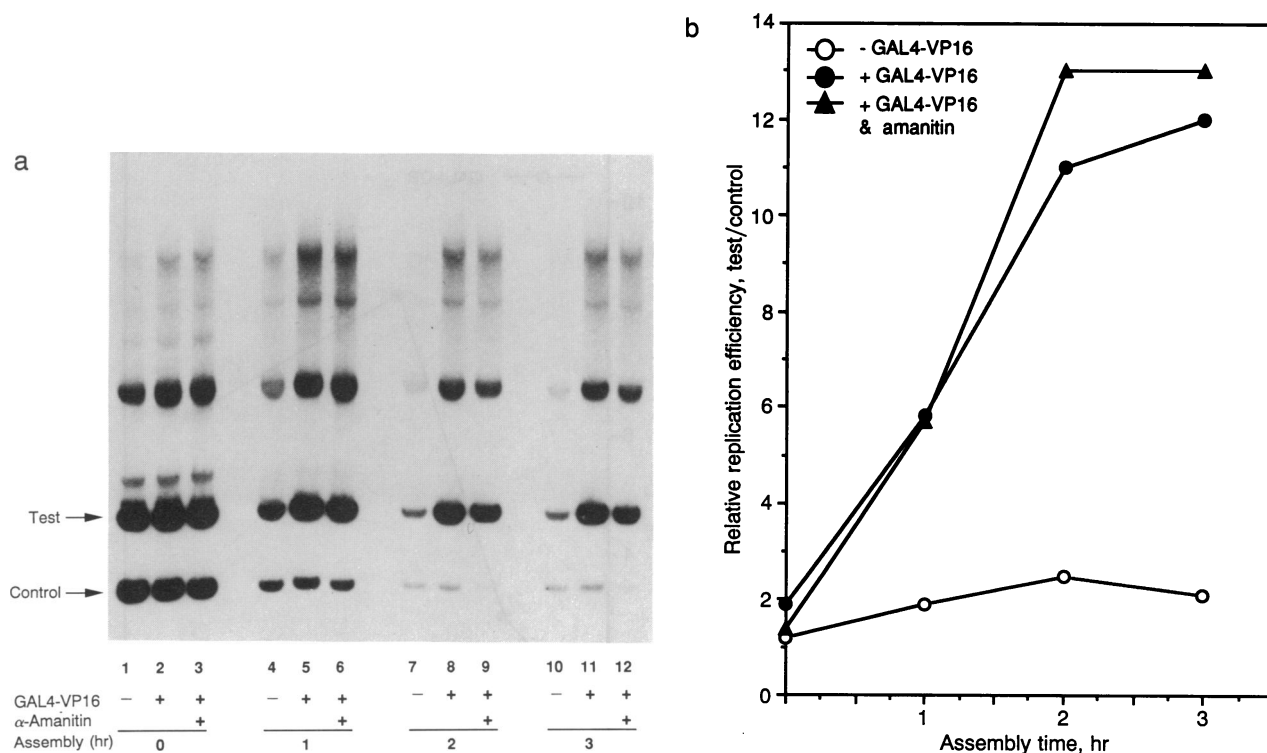 a
Test
Control
1 2 3 4 5 6 7 8 9 10 11 12
GAL4-VP16 – + + – + + – + + – + +
α-Amanitin + + + +
Assembly (hr) 0 1 2 3
b
- GAL4-VP16
+ GAL4-VP16
+ GAL4-VP16
& amanitin
Relative replication efficiency, test/control
14
12
10
8
6
4
2
0
1 2 3
Assembly time, hr